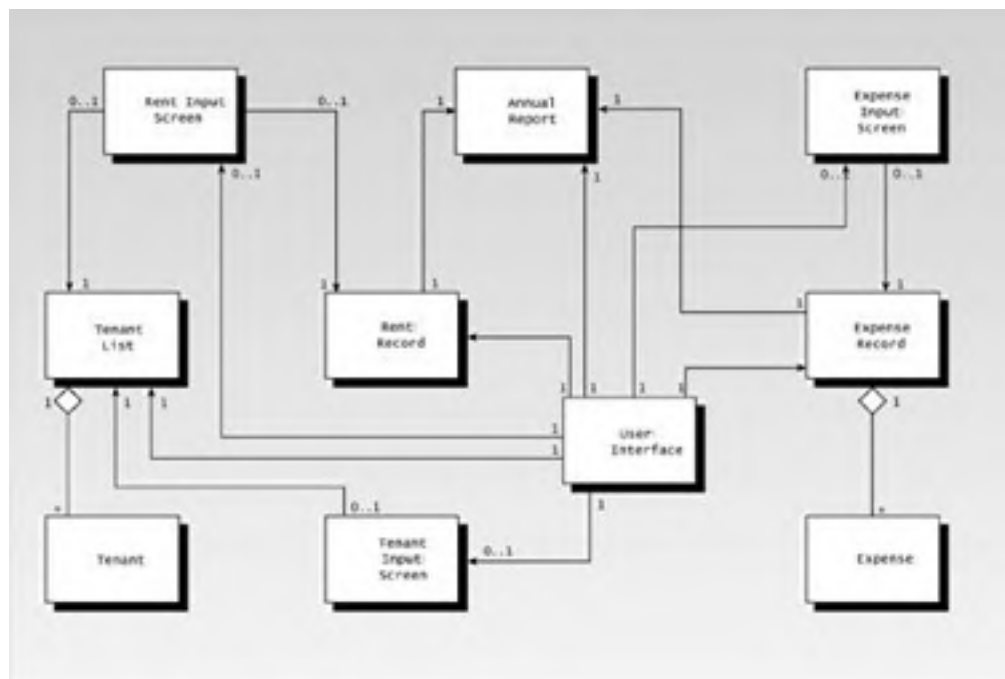 Rent Input
Screen
Annual
Report
Expense
Input
Screen
0..1
0..1
1
1
0..1
0..1
1
0..1
1
1
1
1
1
1
Tenant
List
Rent
Record
Expense
Record
1
1
1
1
1
1
1
1
1
1
User
Interface
1
1
0..1
*
0..1
*
Tenant
Tenant
Input
Screen
Expense